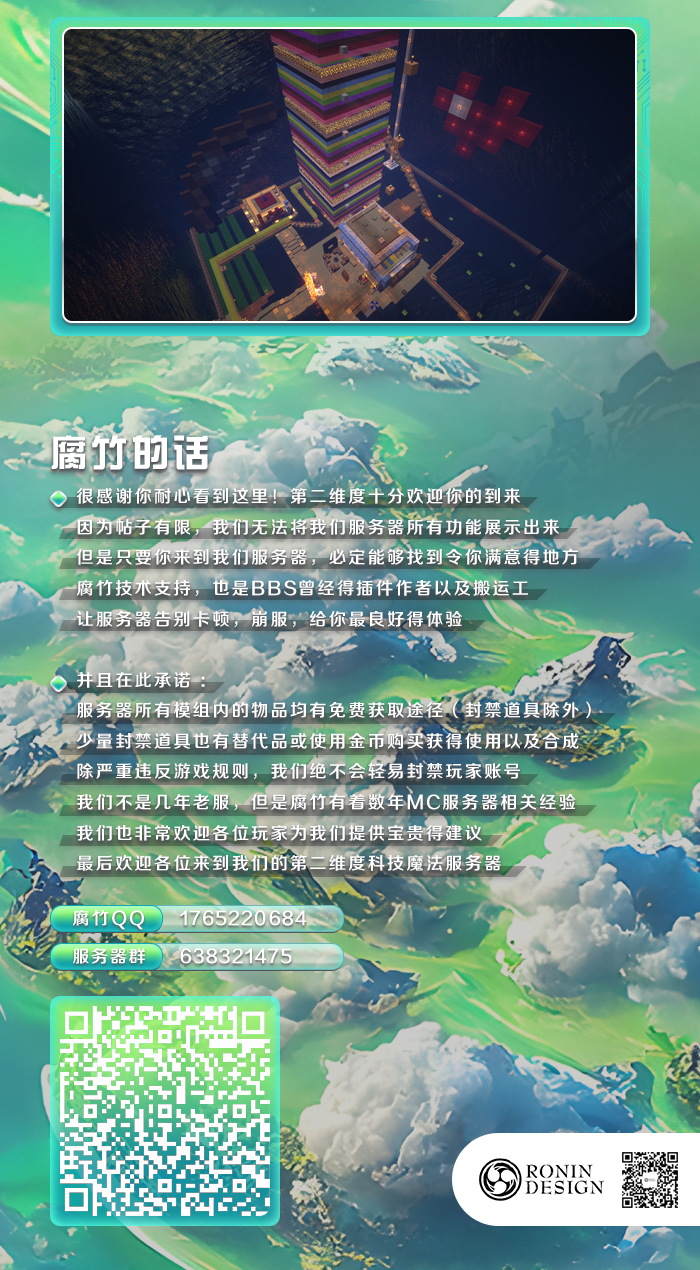 腐竹的话
很感谢你耐心看到这里！第二维度十分欢迎你的到来
因为帖子有限，我们无法将我们服务器所有功能展示出来
但是只要你来到我们服务器，必定能够找到令你满意得地方
腐竹技术支持，也是BBS曾经得插件作者以及搬运工
让服务器告别卡顿，崩服，给你最良好得体验
并且在此承诺：
服务器所有模组内的物品均有免费获取途径（封禁道具除外）
少量封禁道具也有替代品或使用金币购买获得使用以及合成
除严重违反游戏规则，我们绝不会轻易封禁玩家账号
我们不是几年老服，但是腐竹有着数年MC服务器相关经验
我们也非常欢迎各位玩家为我们提供宝贵得建议
最后欢迎各位来到我们的第二维度科技魔法服务器
腐竹QQ 1765220684
服务器群 638321475
RONIN
DESIGN